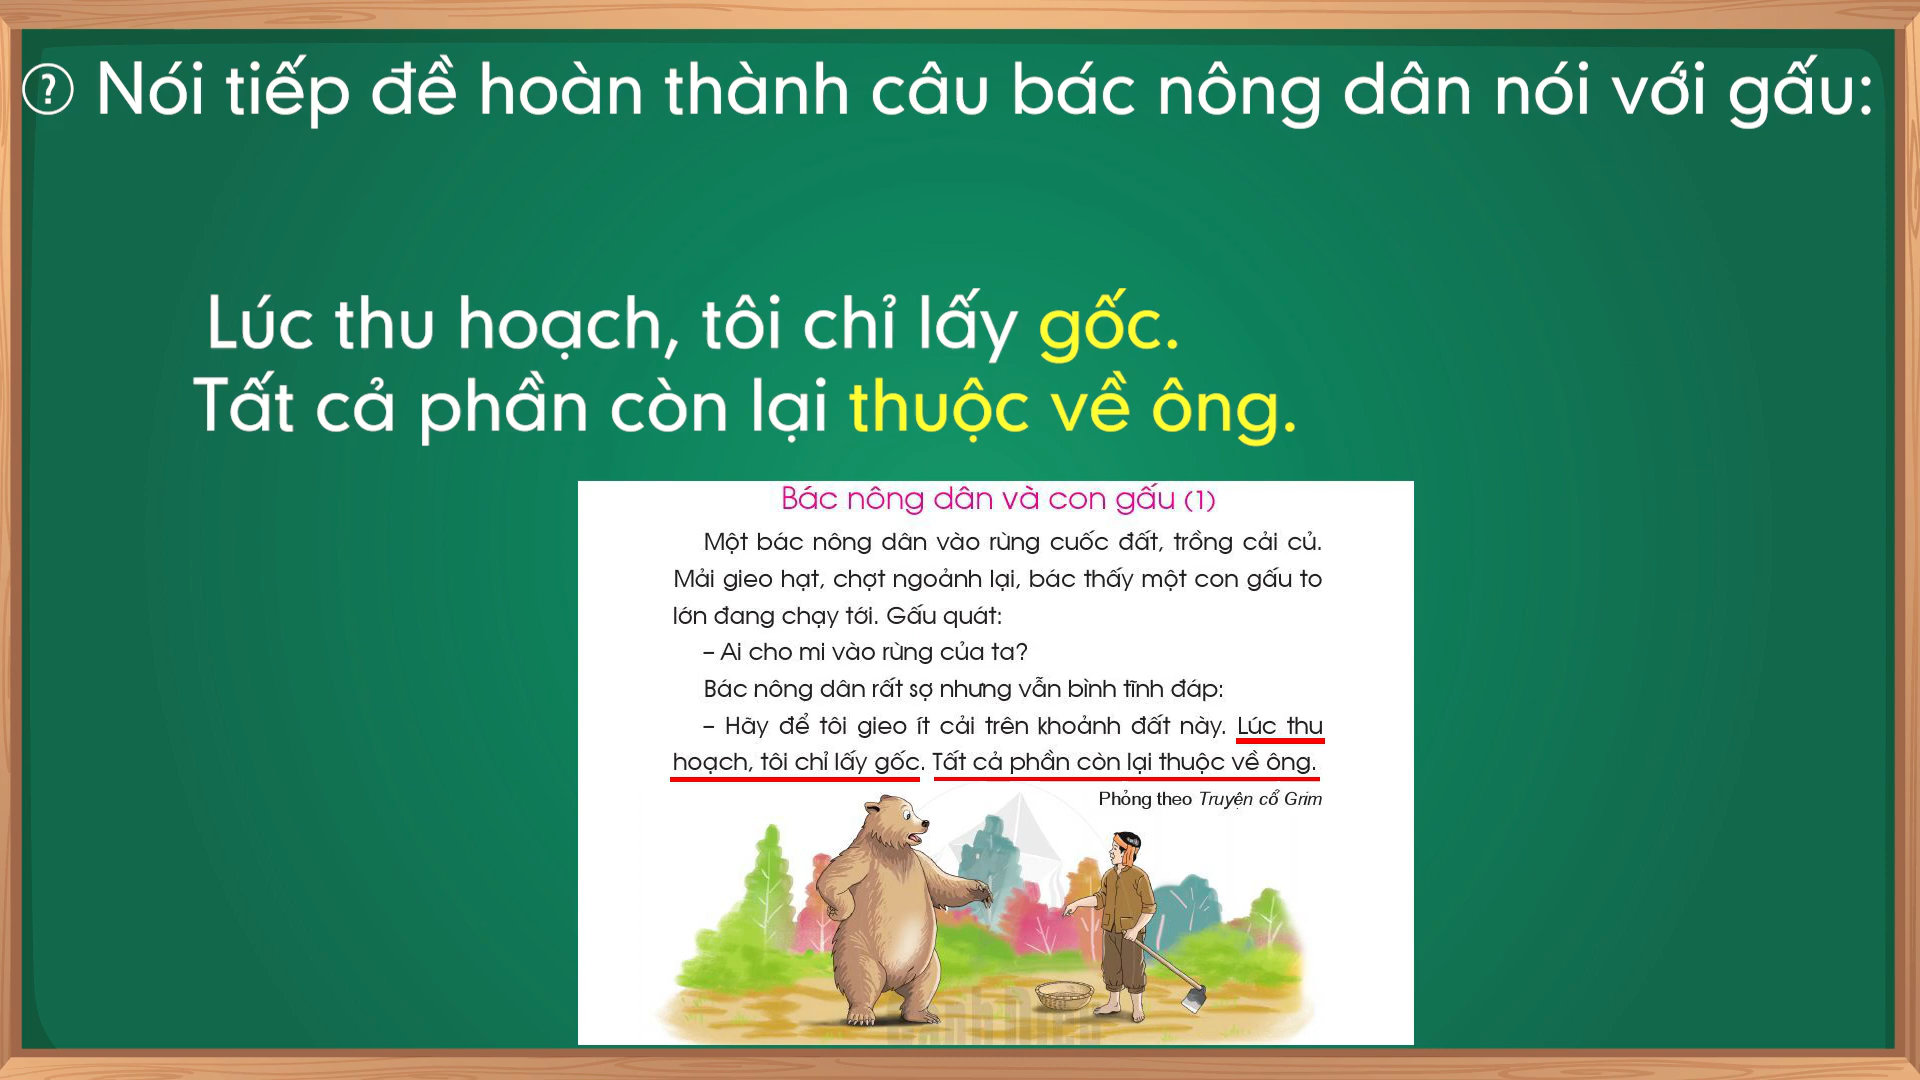 ? Nói tiếp đề hoàn thành câu bác nông dân nói với gấu:
Lúc thu hoạch, tôi chỉ lấy gốc.
Tất cả phần còn lại thuộc về ông.
Bác nông dân và con gấu (1)
Một bác nông dân vào rừng cuốc đất, trồng cải củ.
Mải gieo hạt, chợt ngoảnh lại, bác thấy một con gấu to
lớn đang chạy tới. Gấu quát:
– Ai cho mi vào rừng của ta?
Bác nông dân rất sợ nhưng vẫn bình tĩnh đáp:
– Hãy để tôi gieo ít cải trên khoảnh đất này. Lúc thu
hoạch, tôi chỉ lấy gốc. Tất cả phần còn lại thuộc về ông.
Phỏng theo Truyện cổ Grim